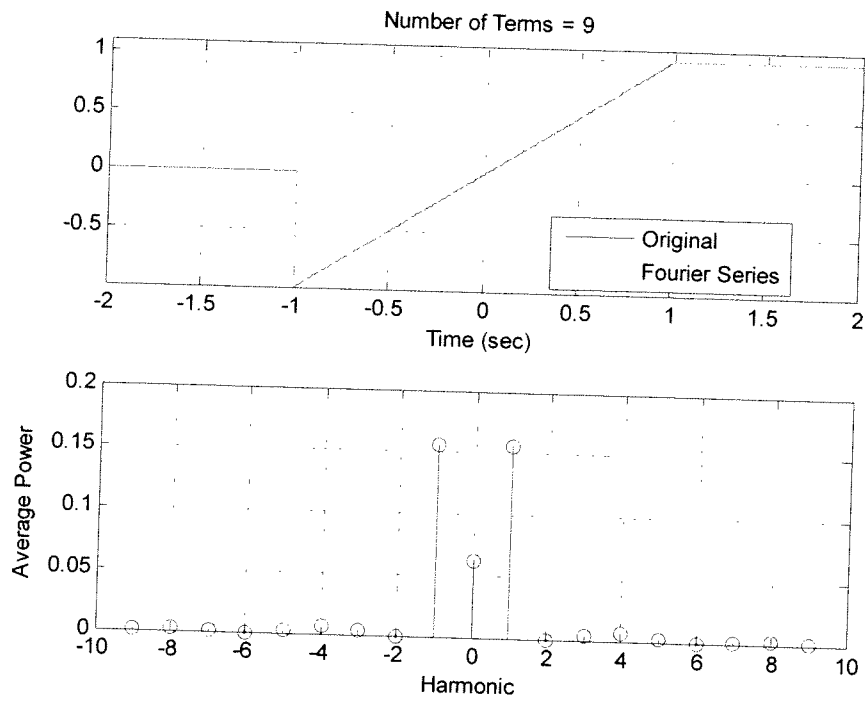 Number of Terms = 9
1
0.5
0
-0.5
Original
Fourier Series
-2 -1.5 -1 -0.5 0 0.5 1 1.5 2
Time (sec)
0.2
0.15
0.1
0.05
0
Average Power
-10 -8 -6 -4 -2 0 2 4 6 8 10
Harmonic